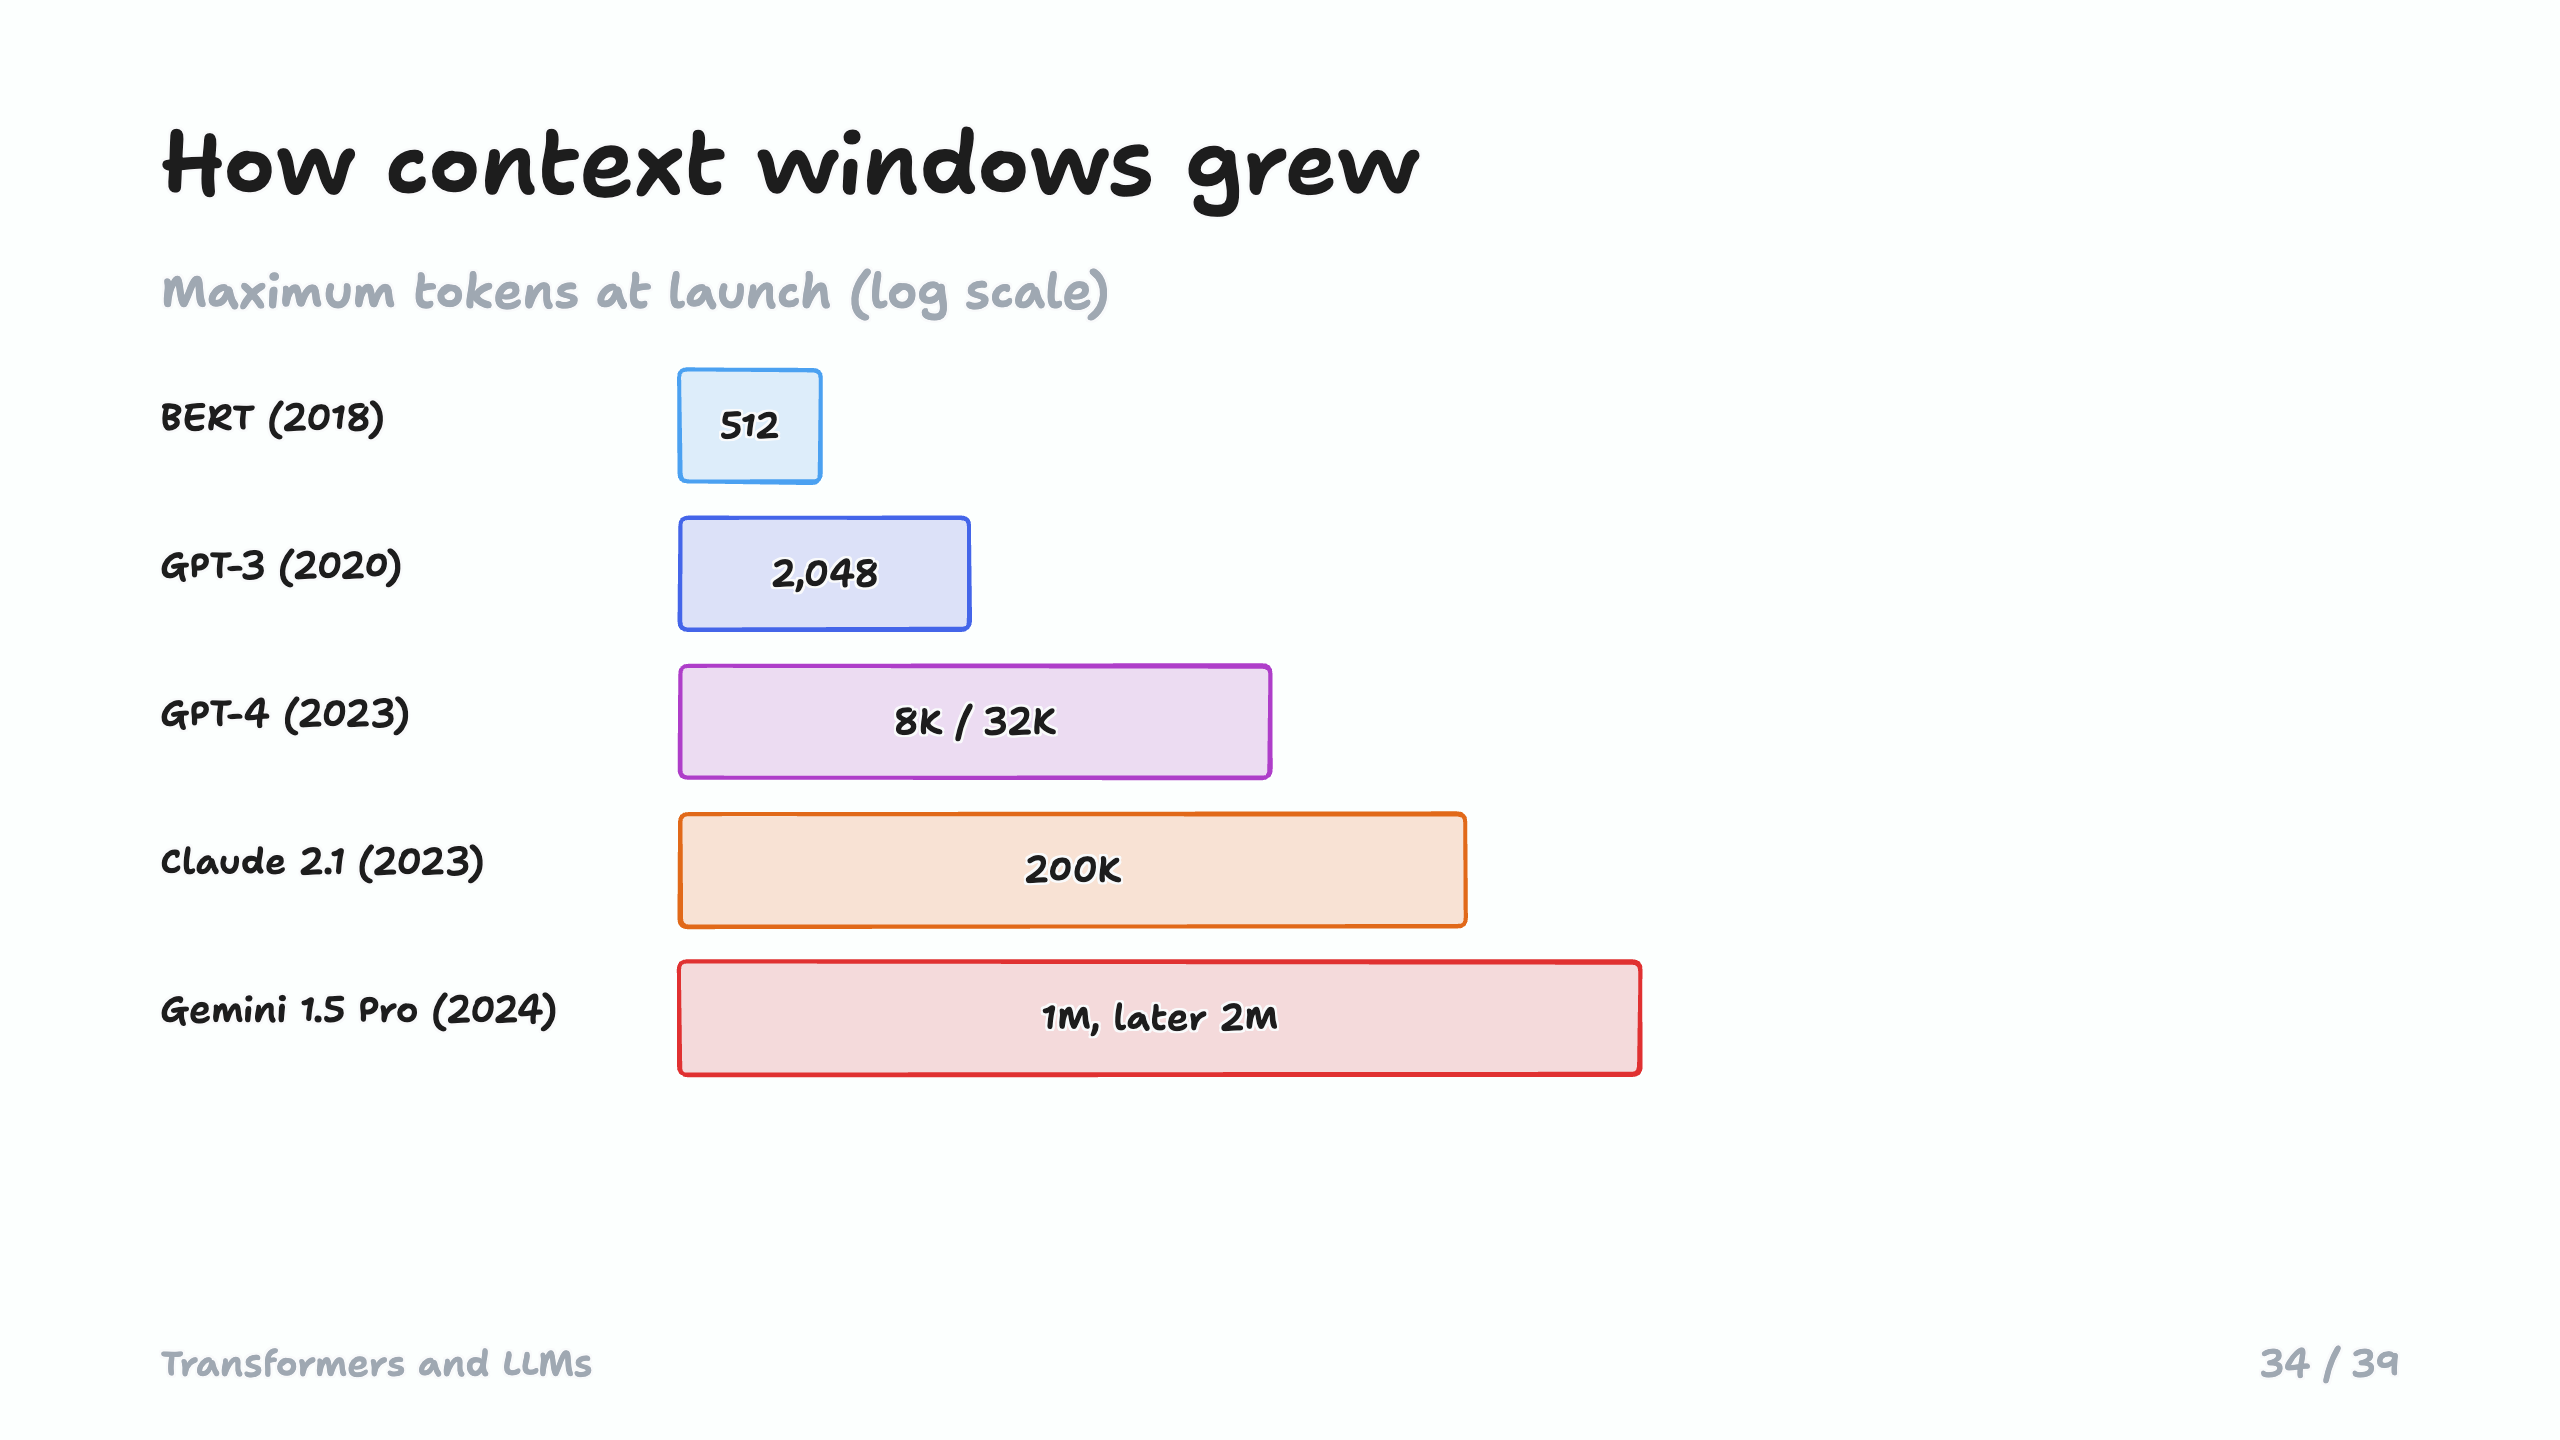 How context windows grew
Maximum tokens at launch (log scale)
BERT (2018)
512
GPT-3 (2020)
2,048
GPT-4 (2023)
8K / 32K
Claude 2.1 (2023)
200K
Gemini 1.5 Pro (2024)
1M, later 2M
Transformers and LLMs
34 / 39